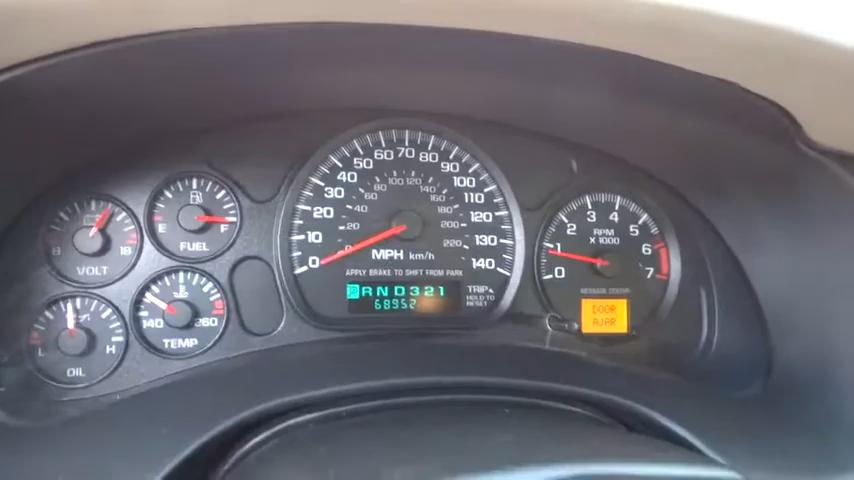 8 18
VOLT
E F
FUEL
L H
OIL
140 260
TEMP
0 10 20 30 40 50 60 70 80 90 100 110 120 130 140
0 20 40 60 80 100 120 140 160 180 200 220
MPH km/h
APPLY BRAKE TO SHIFT FROM PARK
PRND321
68952
TRIP
HOLD TO
RESET
0 1 2 3 4 5 6 7
RPM
X 1000
MESSAGE CENTER
DOOR
AJAR